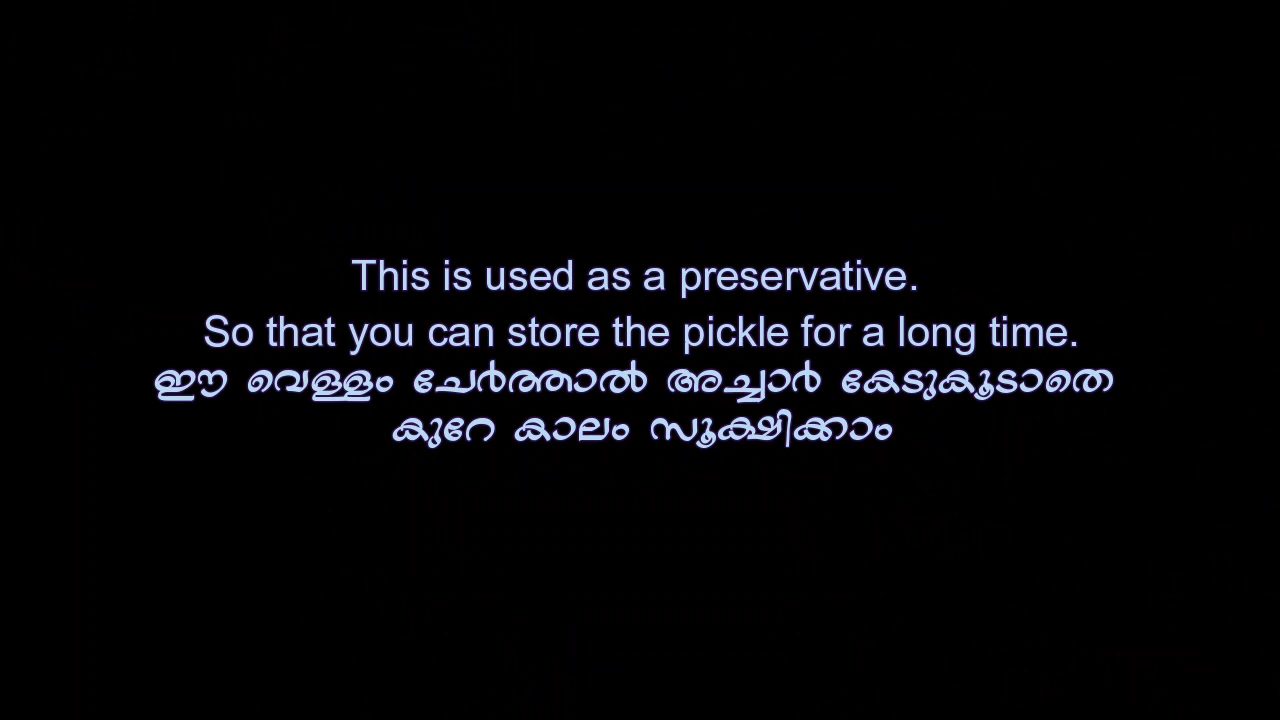 This is used as a preservative.
So that you can store the pickle for a long time.
ഈ വെള്ളം ചേർത്താൽ അച്ചാർ കേടുകൂടാതെ
കുറേ കാലം സൂക്ഷിക്കാം